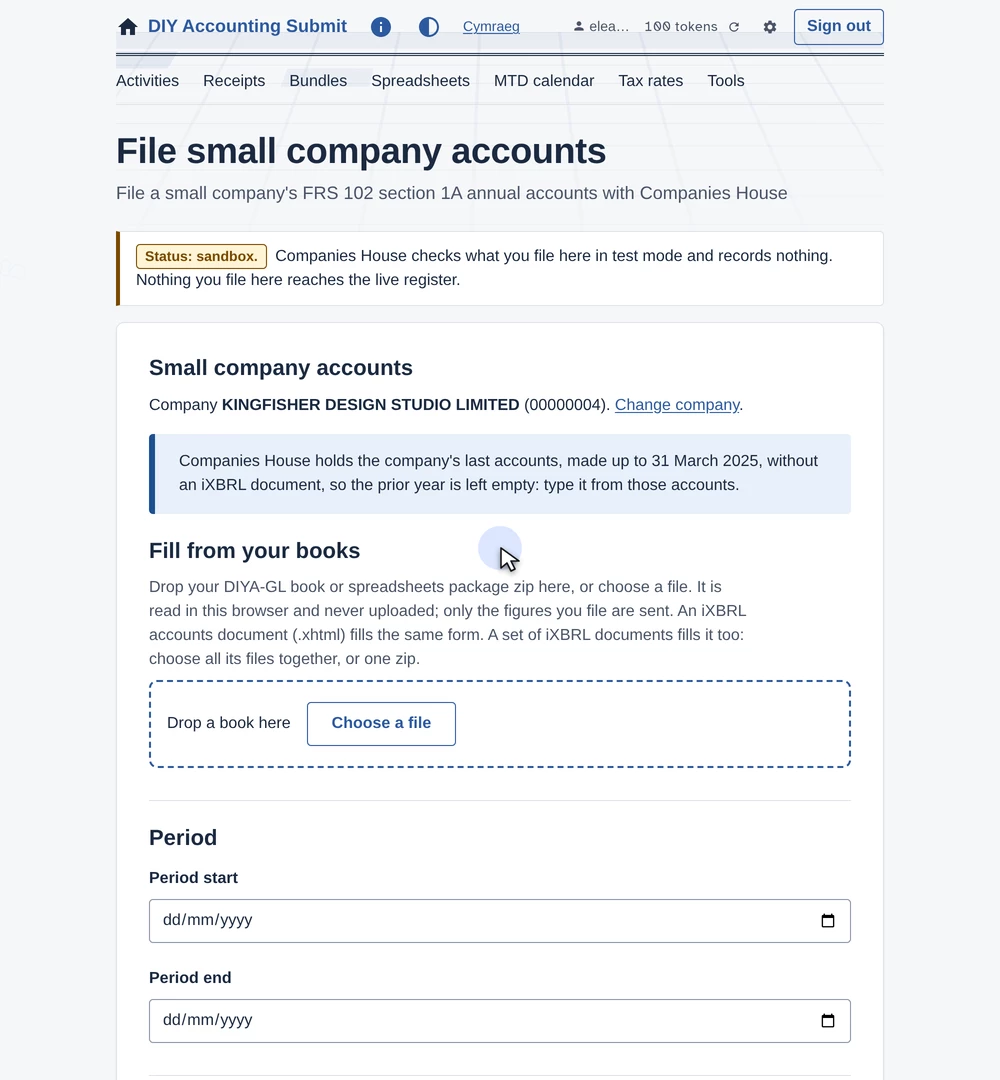 DIY Accounting Submit
Cymraeg
elea...
100 tokens
Sign out
Activities
Receipts
Bundles
Spreadsheets
MTD calendar
Tax rates
Tools
File small company accounts
File a small company's FRS 102 section 1A annual accounts with Companies House
Status: sandbox. Companies House checks what you file here in test mode and records nothing.
Nothing you file here reaches the live register.
Small company accounts
Company KINGFISHER DESIGN STUDIO LIMITED (00000004). Change company.
Companies House holds the company's last accounts, made up to 31 March 2025, without
an iXBRL document, so the prior year is left empty: type it from those accounts.
Fill from your books
Drop your DIYA-GL book or spreadsheets package zip here, or choose a file. It is
read in this browser and never uploaded; only the figures you file are sent. An iXBRL
accounts document (.xhtml) fills the same form. A set of iXBRL documents fills it too:
choose all its files together, or one zip.
Drop a book here
Choose a file
Period
Period start
dd/mm/yyyy
Period end
dd/mm/yyyy